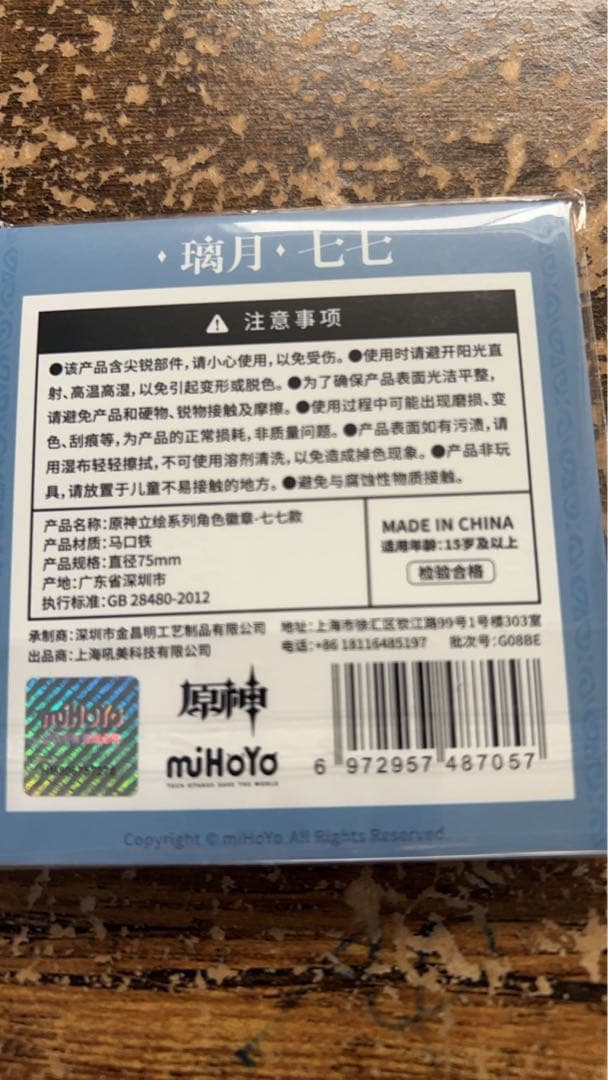 璃月·七七
注意事项
●该产品含尖锐部件,请小心使用,以免受伤。●使用时请避开阳光直
射、高温高湿,以免引起变形或脱色。●为了确保产品表面光洁平整,
请避免产品和硬物、锐物接触及摩擦。●使用过程中可能出现磨损、变
色、刮痕等,为产品的正常损耗,非质量问题。●产品表面如有污渍,请
用湿布轻轻擦拭,不可使用溶剂清洗,以免造成掉色现象。●产品非玩
具,请放置于儿童不易接触的地方。●避免与腐蚀性物质接触。
产品名称:原神立绘系列角色徽章-七七款
产品材质:马口铁
产品规格:直径75mm
产地:广东省深圳市
执行标准:GB 28480-2012
MADE IN CHINA
适用年龄:15岁及以上
检验合格
承制商:深圳市金昌明工艺制品有限公司
出品商:上海吼美科技有限公司
地址:上海市徐汇区钦江路99号1号楼303室
电话:+86 18116485197 批次号:G08BE
miHoYo
原神
miHoYo
TECH OTAKUS SAVE THE WORLD
6 972957 487057
Copyright © miHoYo All Rights Reserved.